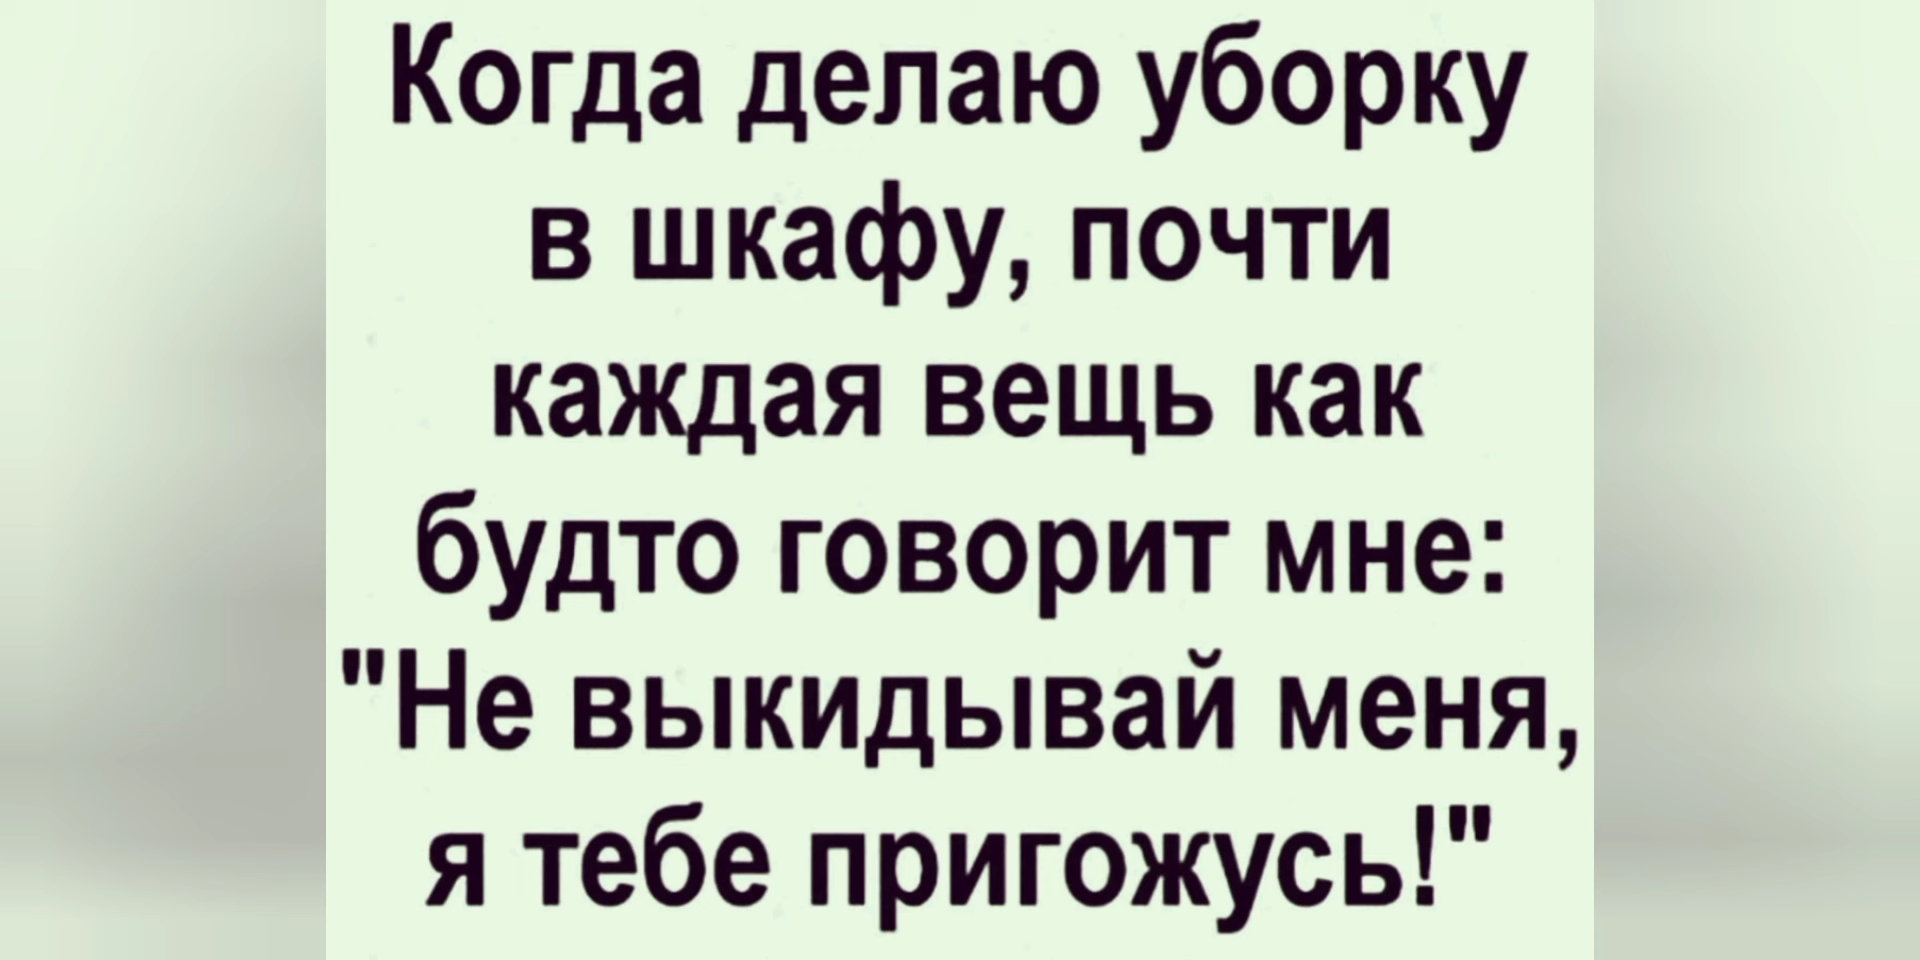 Когда делаю уборку
в шкафу, почти
каждая вещь как
будто говорит мне:
"Не выкидывай меня,
я тебе пригожусь!"